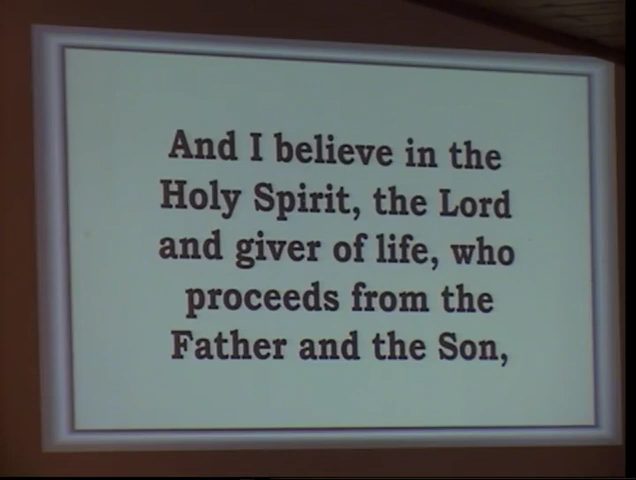 And I believe in the
Holy Spirit, the Lord
and giver of life, who
proceeds from the
Father and the Son,